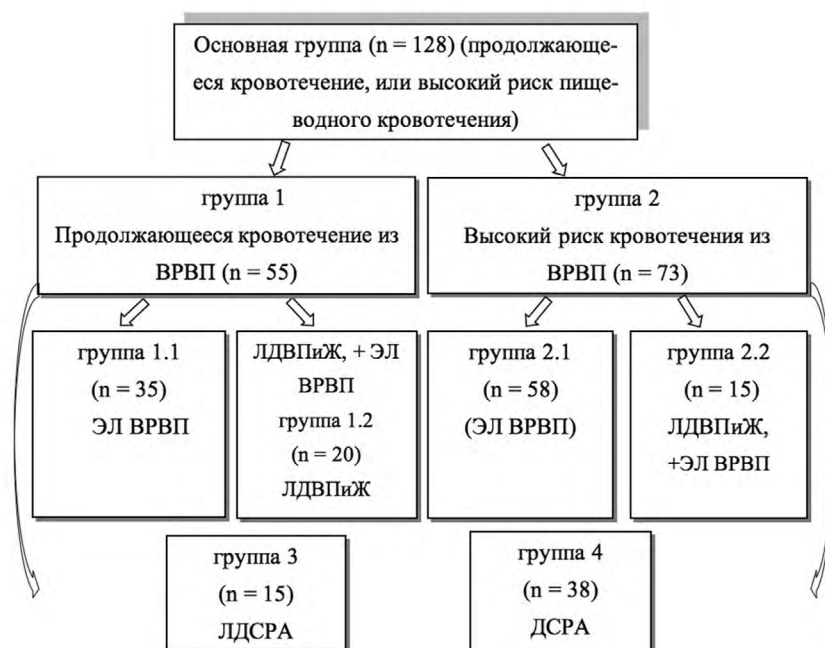 Основная группа (n = 128) (продолжающе-
еся кровотечение, или высокий риск пище-
водного кровотечения)
группа 1
Продолжающееся кровотечение из
ВРВП (n = 55)
группа 2
Высокий риск кровотечения из
ВРВП (n = 73)
группа 1.1
(n = 35)
ЭЛ ВРВП
ЛДВПиЖ, + ЭЛ
ВРВП
группа 1.2
(n = 20)
ЛДВПиЖ
группа 2.1
(n = 58)
(ЭЛ ВРВП)
группа 2.2
(n = 15)
ЛДВПиЖ,
+ЭЛ ВРВП
группа 3
(n = 15)
ЛДСРА
группа 4
(n = 38)
ДСРА